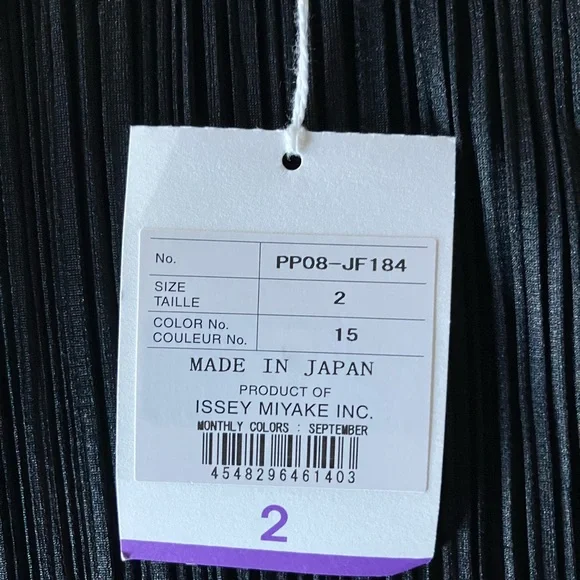 No. PP08-JF184
SIZE
TAILLE 2
COLOR No.
COULEUR No. 15
MADE IN JAPAN
PRODUCT OF
ISSEY MIYAKE INC.
MONTHLY COLORS : SEPTEMBER
4548296461403
2